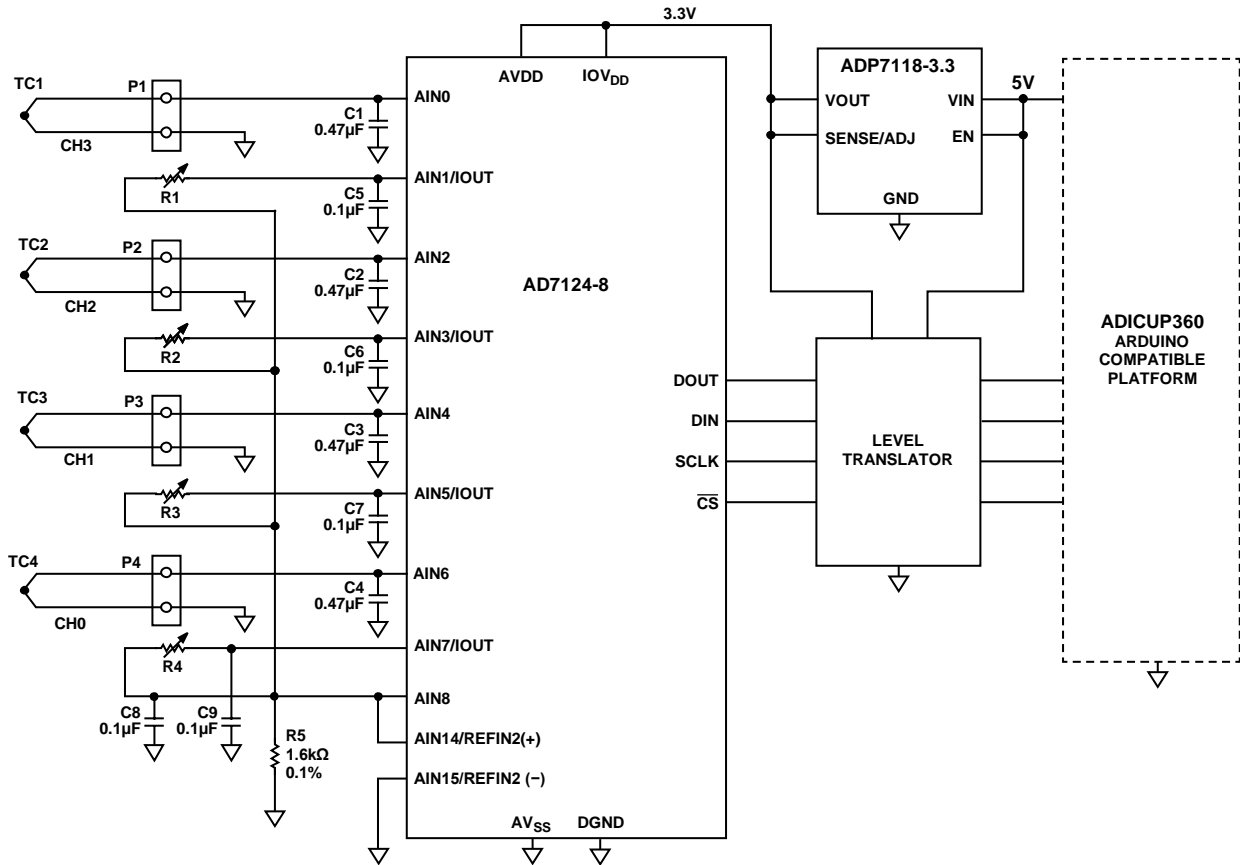 3.3V
AVDD
IOVDD
ADP7118-3.3
VOUT
VIN
SENSE/ADJ
EN
GND
5V
TC1
P1
CH3
C1
0.47µF
AIN0
R1
C5
0.1µF
AIN1/IOUT
TC2
P2
CH2
C2
0.47µF
AIN2
R2
C6
0.1µF
AIN3/IOUT
TC3
P3
CH1
C3
0.47µF
AIN4
R3
C7
0.1µF
AIN5/IOUT
TC4
P4
CH0
C4
0.47µF
AIN6
R4
AIN7/IOUT
AIN8
C8
0.1µF
C9
0.1µF
R5
1.6kΩ
0.1%
AIN14/REFIN2(+)
AIN15/REFIN2 (−)
AD7124-8
DOUT
DIN
SCLK
CS
AVSS
DGND
LEVEL
TRANSLATOR
ADICUP360
ARDUINO
COMPATIBLE
PLATFORM